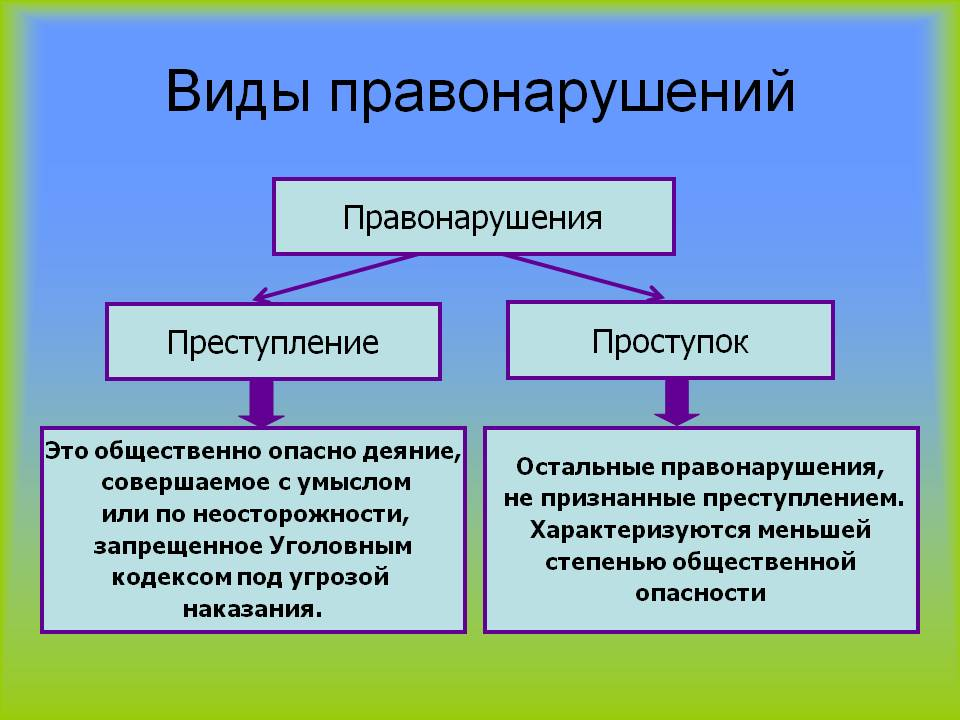 Виды правонарушений
Правонарушения
Преступление
Проступок
Это общественно опасно деяние,
совершаемое с умыслом
или по неосторожности,
запрещенное Уголовным
кодексом под угрозой
наказания.
Остальные правонарушения,
не признанные преступлением.
Характеризуются меньшей
степенью общественной
опасности